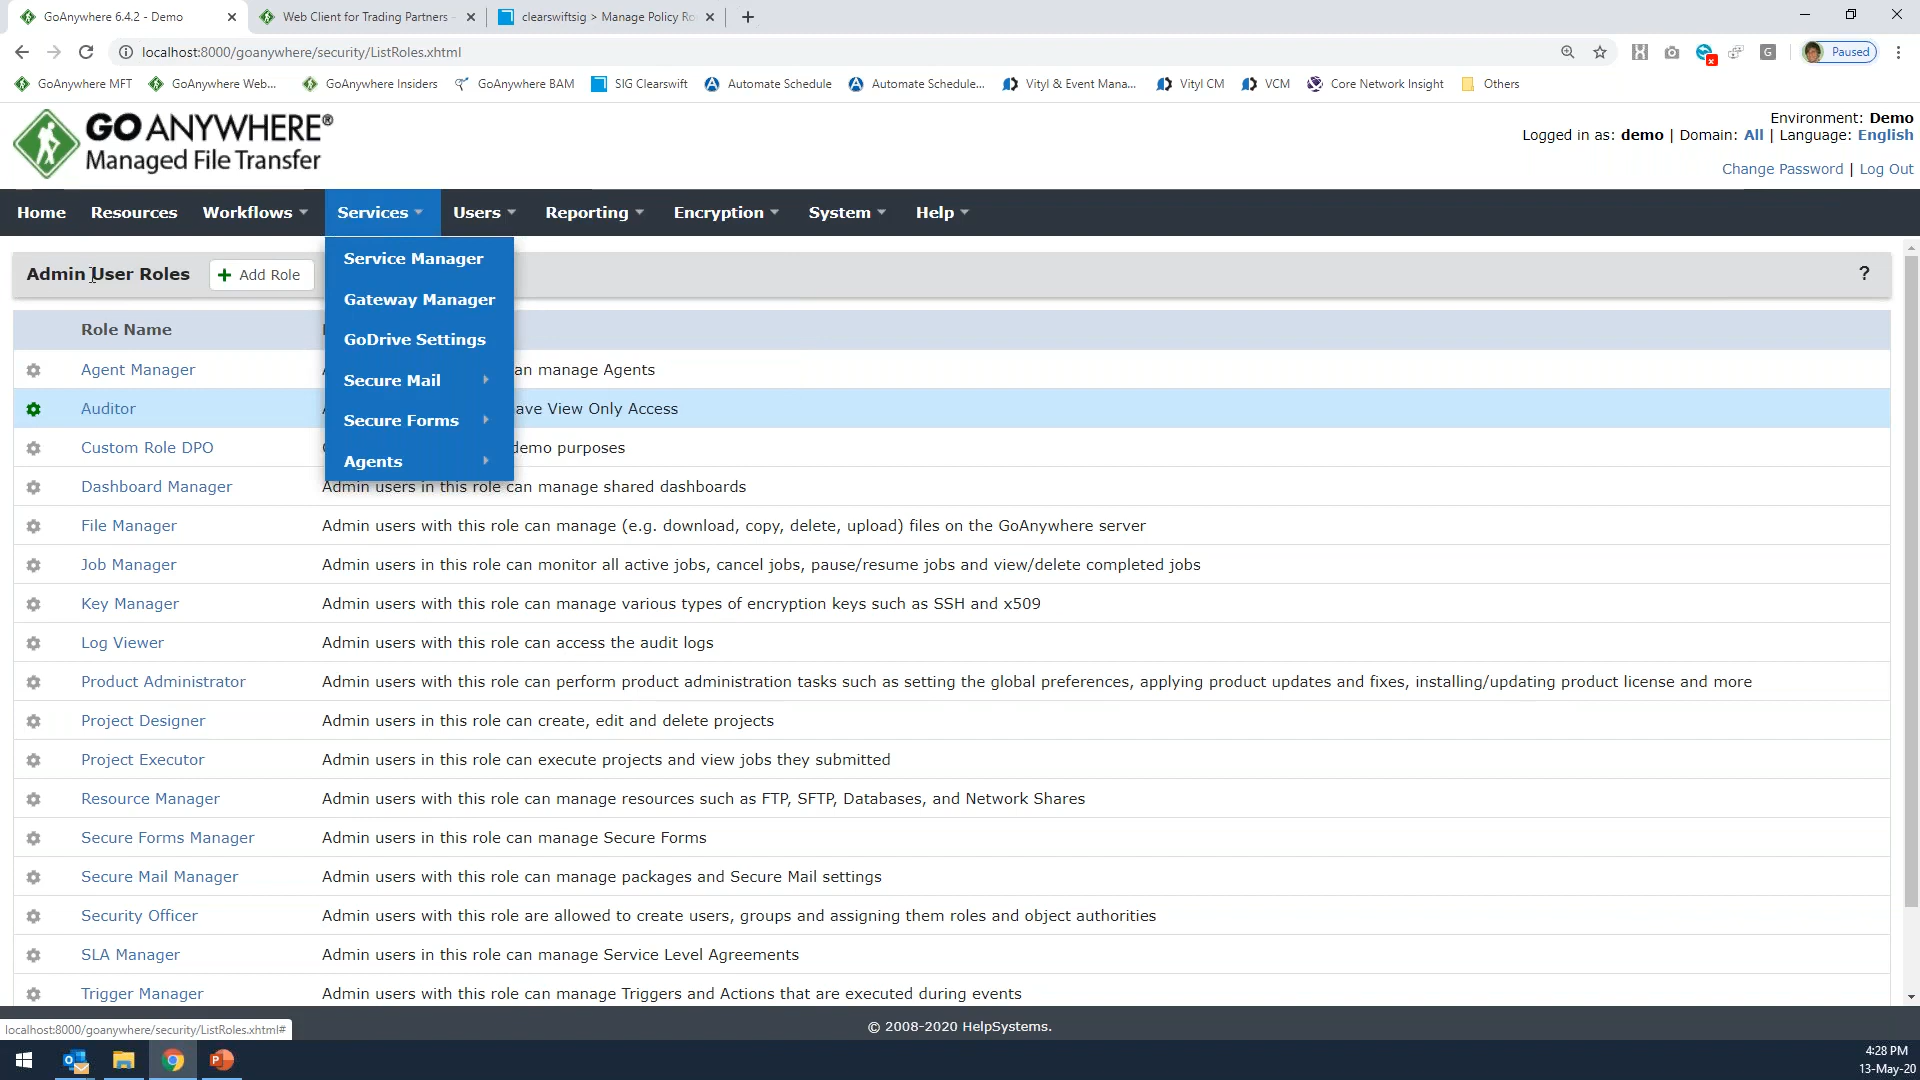 GoAnywhere 6.4.2 - Demo
Web Client for Trading Partners -
clearswiftsig > Manage Policy Ro
localhost:8000/goanywhere/security/ListRoles.xhtml
Paused
GoAnywhere MFT
GoAnywhere Web...
GoAnywhere Insiders
GoAnywhere BAM
SIG Clearswift
Automate Schedule
Automate Schedule...
Vityl & Event Mana...
Vityl CM
VCM
Core Network Insight
Others
GO ANYWHERE®
Managed File Transfer
Environment: Demo
Logged in as: demo | Domain: All | Language: English
Change Password | Log Out
Home Resources Workflows Services Users Reporting Encryption System Help
Service Manager
Gateway Manager
GoDrive Settings
Secure Mail
Secure Forms
Agents
Admin User Roles
Add Role
?
Role Name
Agent Manager an manage Agents
Auditor ave View Only Access
Custom Role DPO demo purposes
Dashboard Manager Admin users in this role can manage shared dashboards
File Manager Admin users with this role can manage (e.g. download, copy, delete, upload) files on the GoAnywhere server
Job Manager Admin users in this role can monitor all active jobs, cancel jobs, pause/resume jobs and view/delete completed jobs
Key Manager Admin users with this role can manage various types of encryption keys such as SSH and x509
Log Viewer Admin users with this role can access the audit logs
Product Administrator Admin users with this role can perform product administration tasks such as setting the global preferences, applying product updates and fixes, installing/updating product license and more
Project Designer Admin users in this role can create, edit and delete projects
Project Executor Admin users in this role can execute projects and view jobs they submitted
Resource Manager Admin users with this role can manage resources such as FTP, SFTP, Databases, and Network Shares
Secure Forms Manager Admin users in this role can manage Secure Forms
Secure Mail Manager Admin users with this role can manage packages and Secure Mail settings
Security Officer Admin users with this role are allowed to create users, groups and assigning them roles and object authorities
SLA Manager Admin users in this role can manage Service Level Agreements
Trigger Manager Admin users with this role can manage Triggers and Actions that are executed during events
localhost:8000/goanywhere/security/ListRoles.xhtml#
© 2008-2020 HelpSystems.
4:28 PM
13-May-20